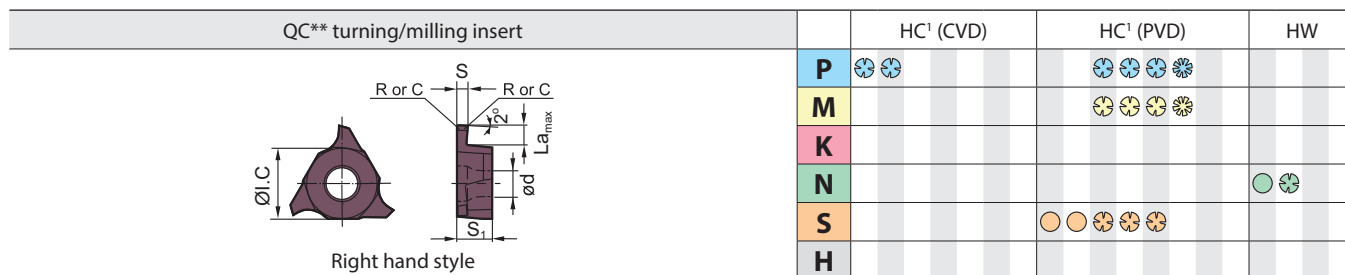 QC** turning/milling insert HC¹ (CVD) HC¹ (PVD) HW
S
R or C R or C
2°
La max
ØI.C
ød
S₁
Right hand style
P
M
K
N
S
H